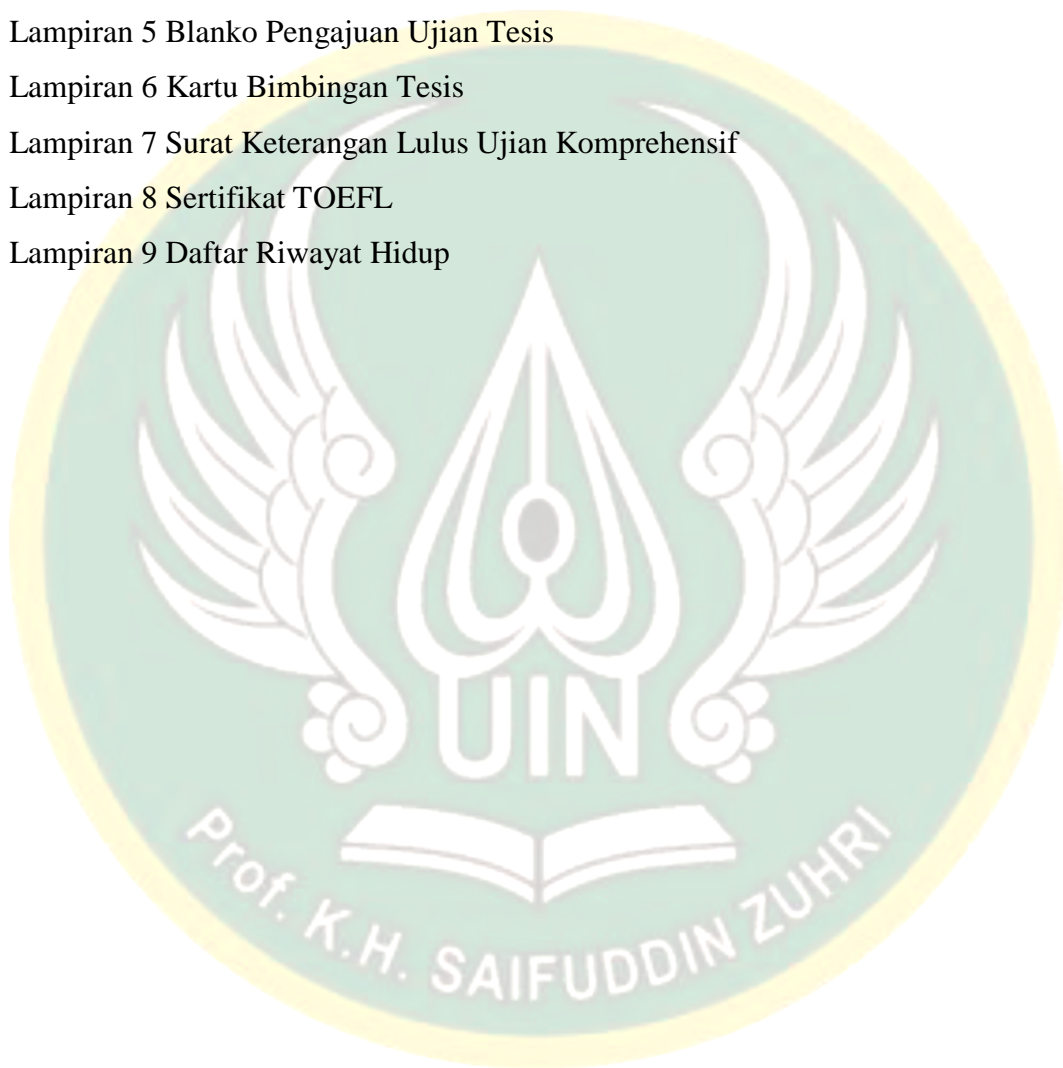 Lampiran 5 Blanko Pengajuan Ujian Tesis
Lampiran 6 Kartu Bimbingan Tesis
Lampiran 7 Surat Keterangan Lulus Ujian Komprehensif
Lampiran 8 Sertifikat TOEFL
Lampiran 9 Daftar Riwayat Hidup
UIN
Prof. K.H. SAIFUDDIN ZUHRI